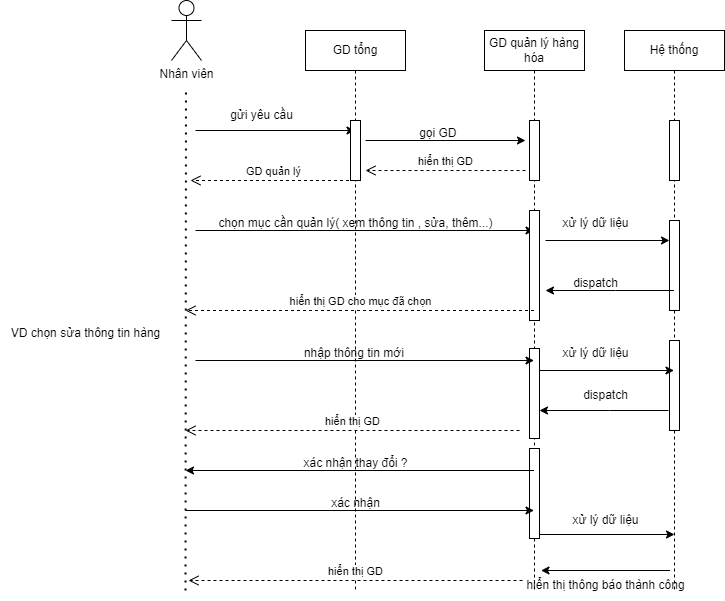 GD tổng
GD quản lý hàng
hóa
Hệ thống
Nhân viên
gửi yêu cầu
gọi GD
hiển thị GD
GD quản lý
chọn mục cần quản lý( xem thông tin , sửa, thêm...)
xử lý dữ liệu
dispatch
hiển thị GD cho mục đã chọn
VD chọn sửa thông tin hàng
nhập thông tin mới
xử lý dữ liệu
dispatch
hiển thị GD
xác nhận thay đổi ?
xác nhận
xử lý dữ liệu
hiển thị GD
hiển thị thông báo thành công